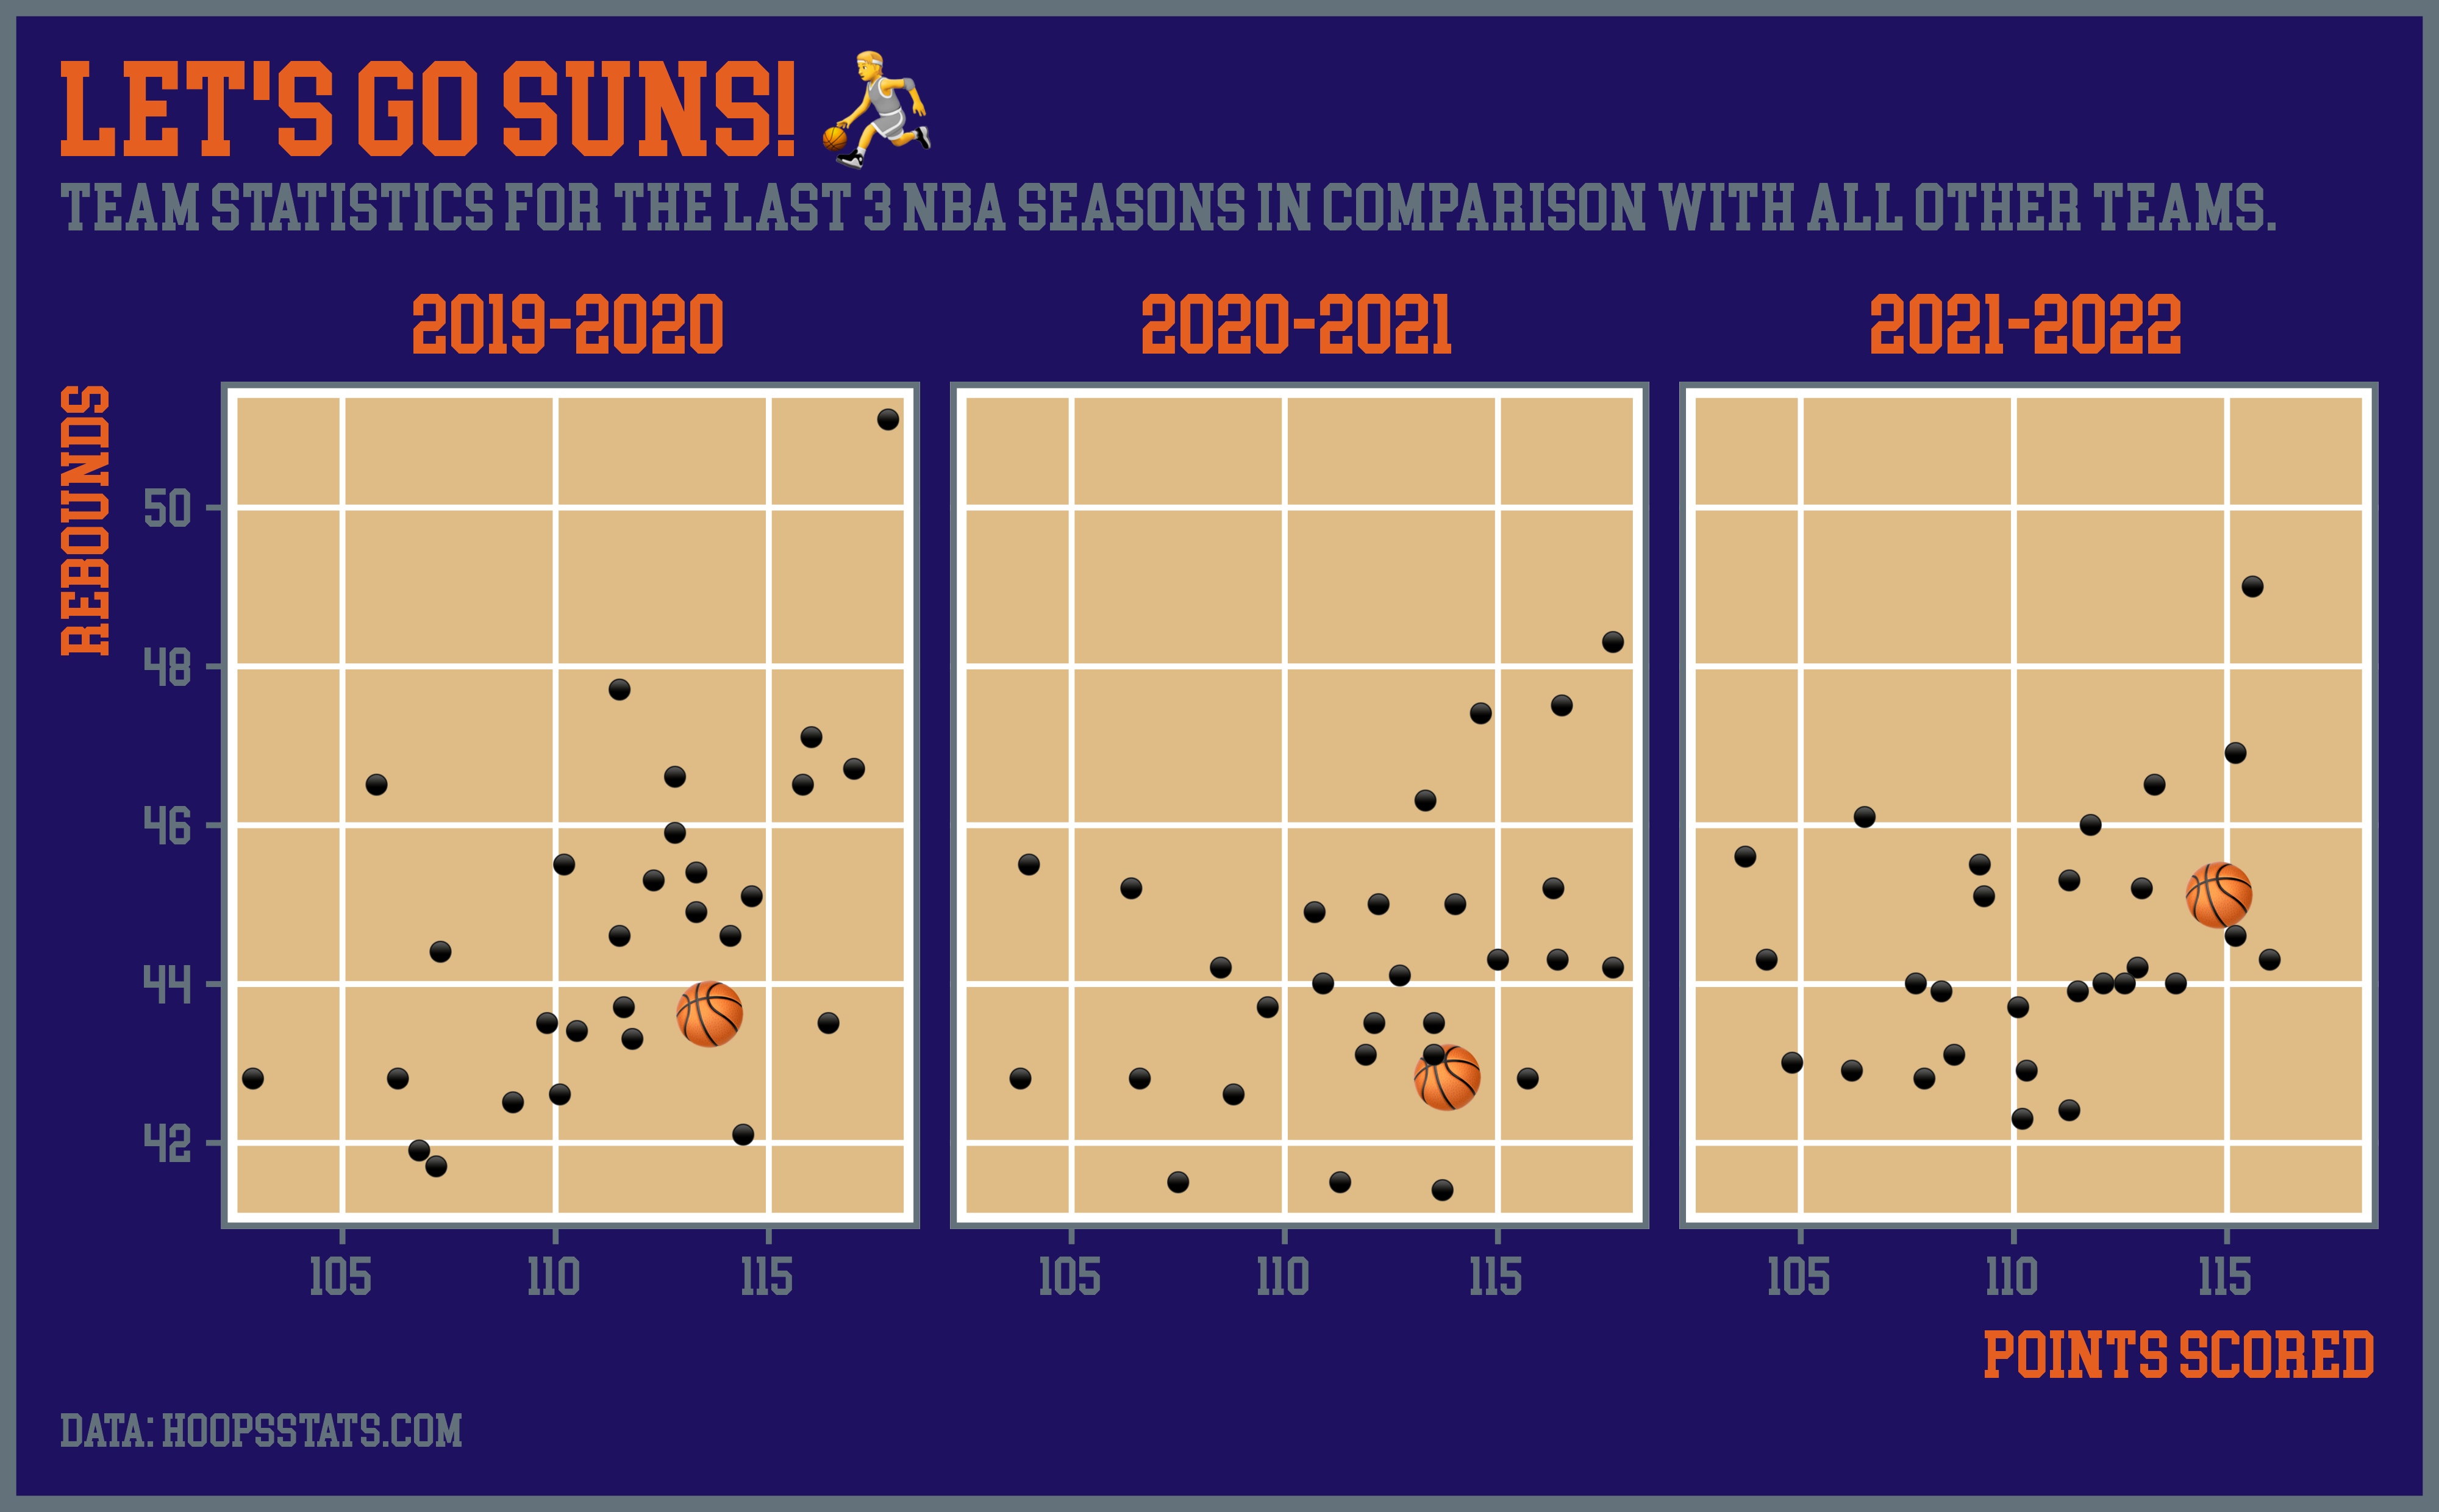 LET'S GO SUNS!
TEAM STATISTICS FOR THE LAST 3 NBA SEASONS IN COMPARISON WITH ALL OTHER TEAMS.
2019-2020 2020-2021 2021-2022
REBOUNDS
50
48
46
44
42
105 110 115 105 110 115 105 110 115
POINTS SCORED
DATA: HOOPSSTATS.COM